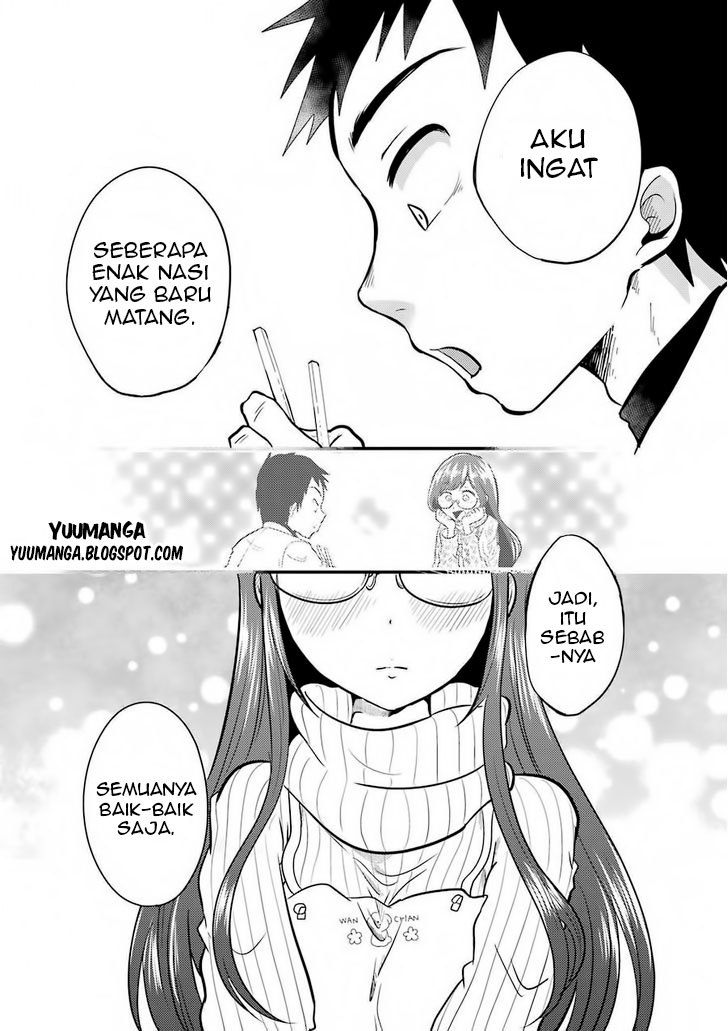 AKU
INGAT
SEBERAPA
ENAK NASI
YANG BARU
MATANG.
YUUMANGA
YUUMANGA.BLOGSPOT.COM
JADI,
ITU
SEBAB
-NYA
SEMUANYA
BAIK-BAIK
SAJA.
WAN CHAN